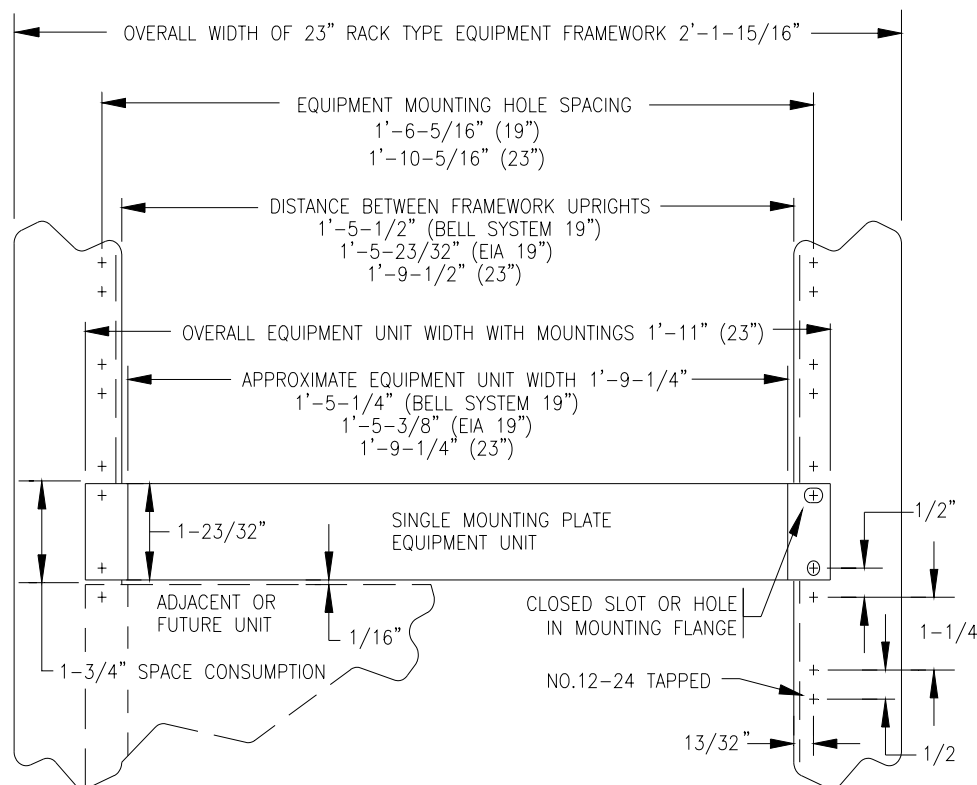 OVERALL WIDTH OF 23" RACK TYPE EQUIPMENT FRAMEWORK 2'-1-15/16"
EQUIPMENT MOUNTING HOLE SPACING
1'-6-5/16" (19")
1'-10-5/16" (23")
DISTANCE BETWEEN FRAMEWORK UPRIGHTS
1'-5-1/2" (BELL SYSTEM 19")
1'-5-23/32" (EIA 19")
1'-9-1/2" (23")
OVERALL EQUIPMENT UNIT WIDTH WITH MOUNTINGS 1'-11" (23")
APPROXIMATE EQUIPMENT UNIT WIDTH 1'-9-1/4"
1'-5-1/4" (BELL SYSTEM 19")
1'-5-3/8" (EIA 19")
1'-9-1/4" (23")
1-23/32"
SINGLE MOUNTING PLATE
EQUIPMENT UNIT
1/2"
ADJACENT OR
FUTURE UNIT
1/16"
CLOSED SLOT OR HOLE
IN MOUNTING FLANGE
1-1/4
1-3/4" SPACE CONSUMPTION
NO.12-24 TAPPED
13/32"
1/2